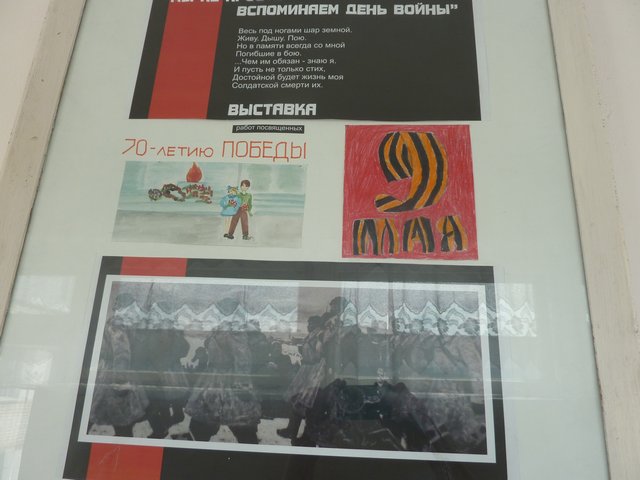 ВСПОМИНАЕМ ДЕНЬ ВОЙНЫ”
Весь под ногами шар земной.
Живу. Дышу. Пою.
Но в памяти всегда со мной
Погибшие в бою.
...Чем им обязан - знаю я.
И пусть не только стих,
Достойной будет жизнь моя
Солдатской смерти их.
ВЫСТАВКА
работ посвященных
70-летию ПОБЕДЫ
9
МАЯ